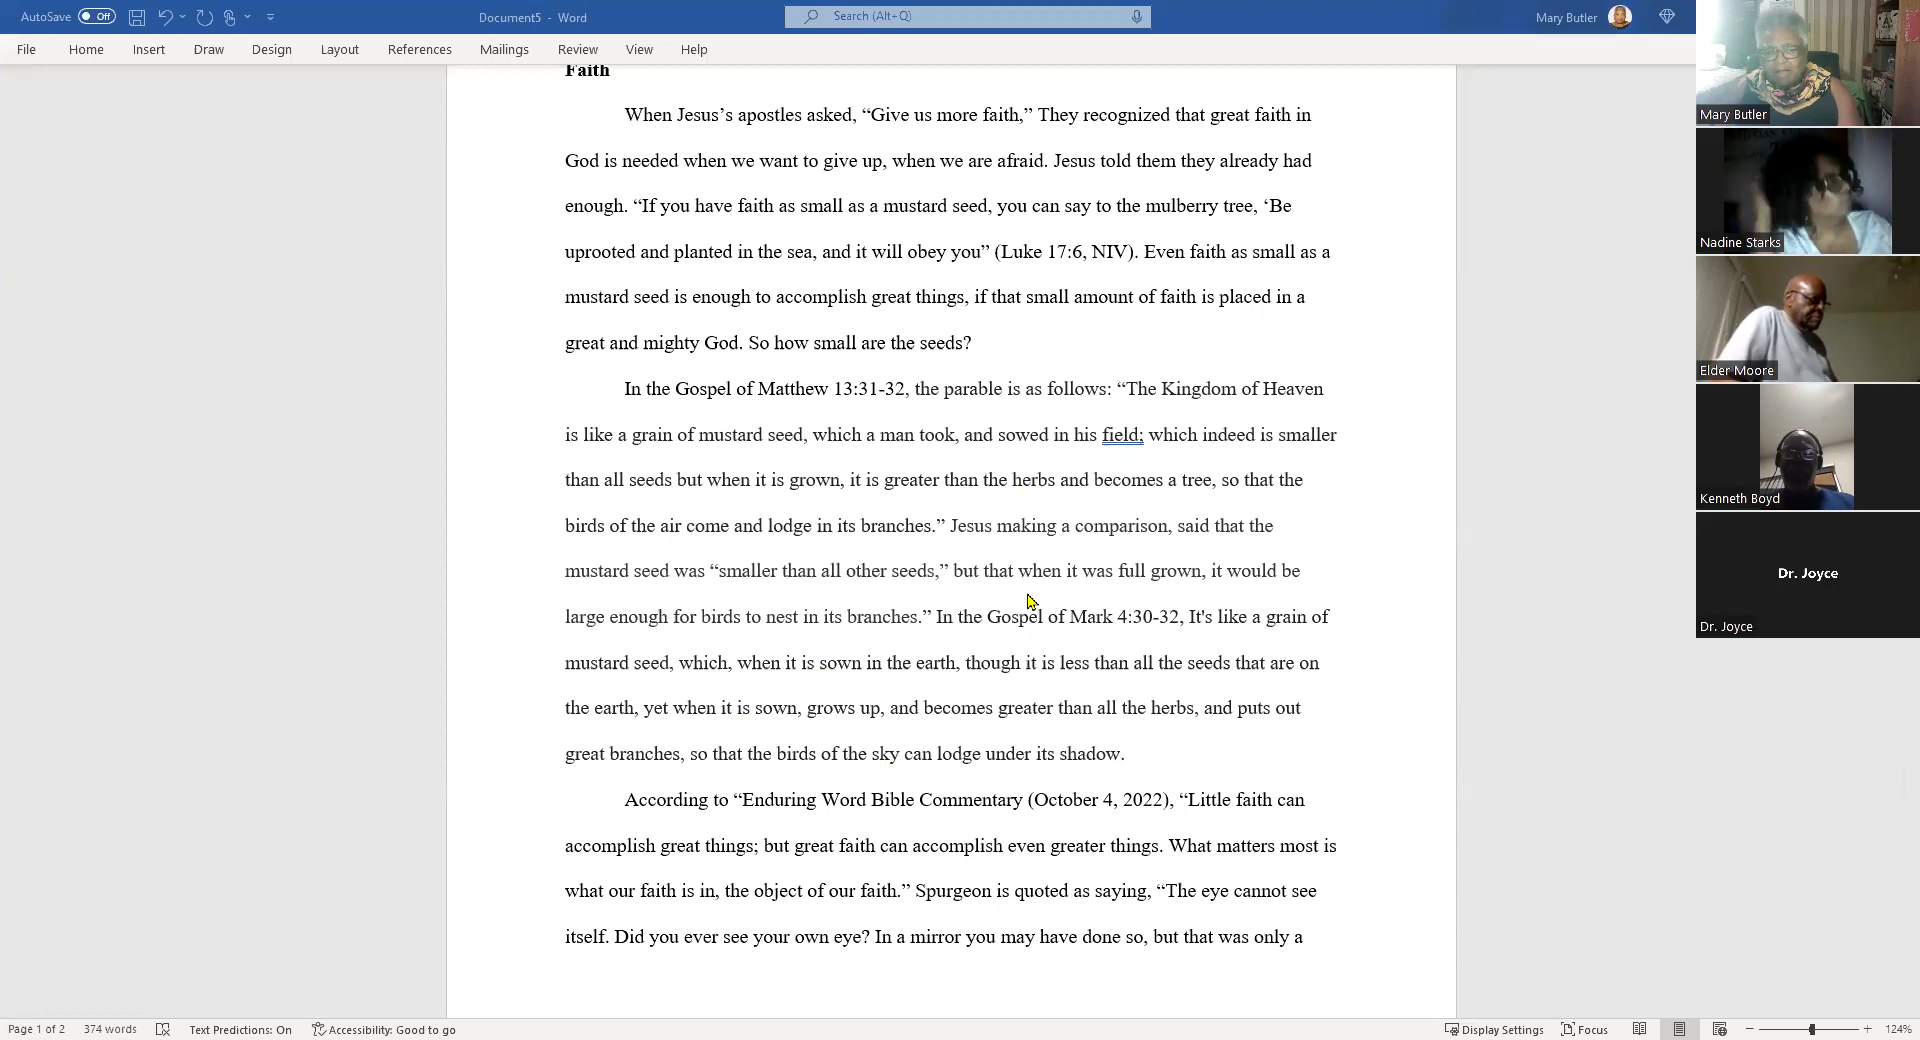 AutoSave Off Document5 - Word Search (Alt+Q) Mary Butler
File Home Insert Draw Design Layout References Mailings Review View Help
Faith
When Jesus’s apostles asked, “Give us more faith,” They recognized that great faith in
God is needed when we want to give up, when we are afraid. Jesus told them they already had
enough. “If you have faith as small as a mustard seed, you can say to the mulberry tree, ‘Be
uprooted and planted in the sea, and it will obey you” (Luke 17:6, NIV). Even faith as small as a
mustard seed is enough to accomplish great things, if that small amount of faith is placed in a
great and mighty God. So how small are the seeds?
In the Gospel of Matthew 13:31-32, the parable is as follows: “The Kingdom of Heaven
is like a grain of mustard seed, which a man took, and sowed in his field; which indeed is smaller
than all seeds but when it is grown, it is greater than the herbs and becomes a tree, so that the
birds of the air come and lodge in its branches.” Jesus making a comparison, said that the
mustard seed was “smaller than all other seeds,” but that when it was full grown, it would be
large enough for birds to nest in its branches.” In the Gospel of Mark 4:30-32, It's like a grain of
mustard seed, which, when it is sown in the earth, though it is less than all the seeds that are on
the earth, yet when it is sown, grows up, and becomes greater than all the herbs, and puts out
great branches, so that the birds of the sky can lodge under its shadow.
According to “Enduring Word Bible Commentary (October 4, 2022), “Little faith can
accomplish great things; but great faith can accomplish even greater things. What matters most is
what our faith is in, the object of our faith.” Spurgeon is quoted as saying, “The eye cannot see
itself. Did you ever see your own eye? In a mirror you may have done so, but that was only a
Page 1 of 2 374 words Text Predictions: On Accessibility: Good to go Display Settings Focus 124%
Mary Butler
Nadine Starks
Elder Moore
Kenneth Boyd
Dr. Joyce
Dr. Joyce